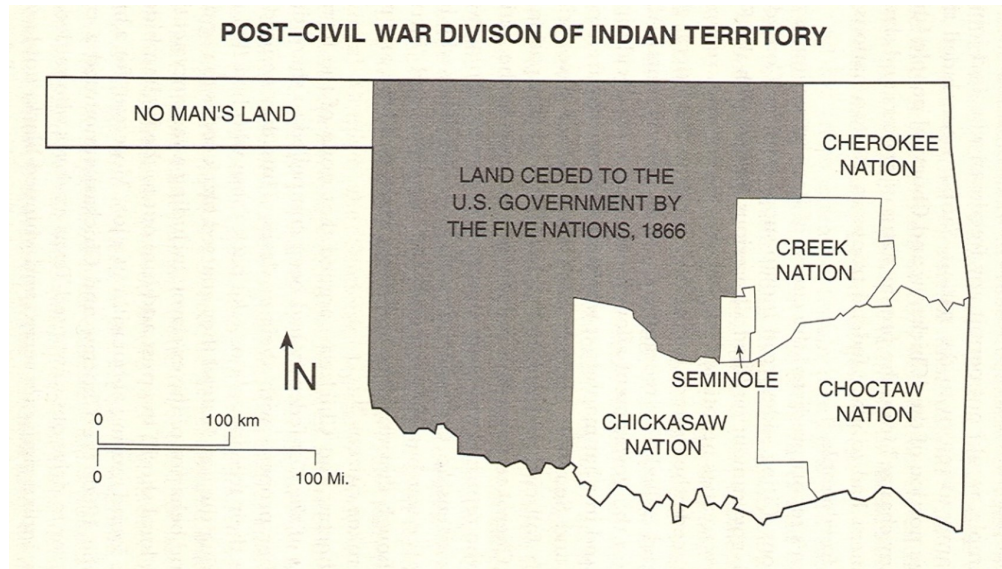 POST–CIVIL WAR DIVISON OF INDIAN TERRITORY
NO MAN'S LAND
LAND CEDED TO THE
U.S. GOVERNMENT BY
THE FIVE NATIONS, 1866
CHEROKEE
NATION
CREEK
NATION
SEMINOLE
CHICKASAW
NATION
CHOCTAW
NATION
N
0 100 km
0 100 Mi.